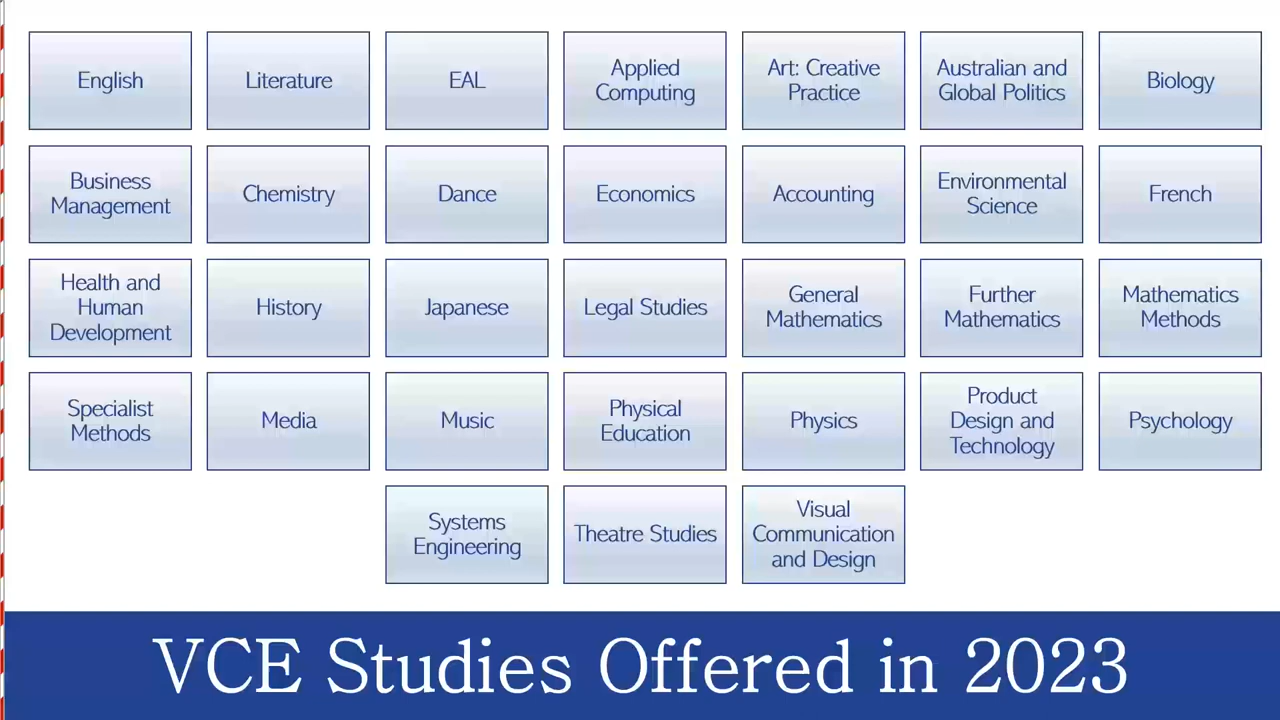 English
Literature
EAL
Applied
Computing
Art: Creative
Practice
Australian and
Global Politics
Biology
Business
Management
Chemistry
Dance
Economics
Accounting
Environmental
Science
French
Health and
Human
Development
History
Japanese
Legal Studies
General
Mathematics
Further
Mathematics
Mathematics
Methods
Specialist
Methods
Media
Music
Physical
Education
Physics
Product
Design and
Technology
Psychology
Systems
Engineering
Theatre Studies
Visual
Communication
and Design
VCE Studies Offered in 2023